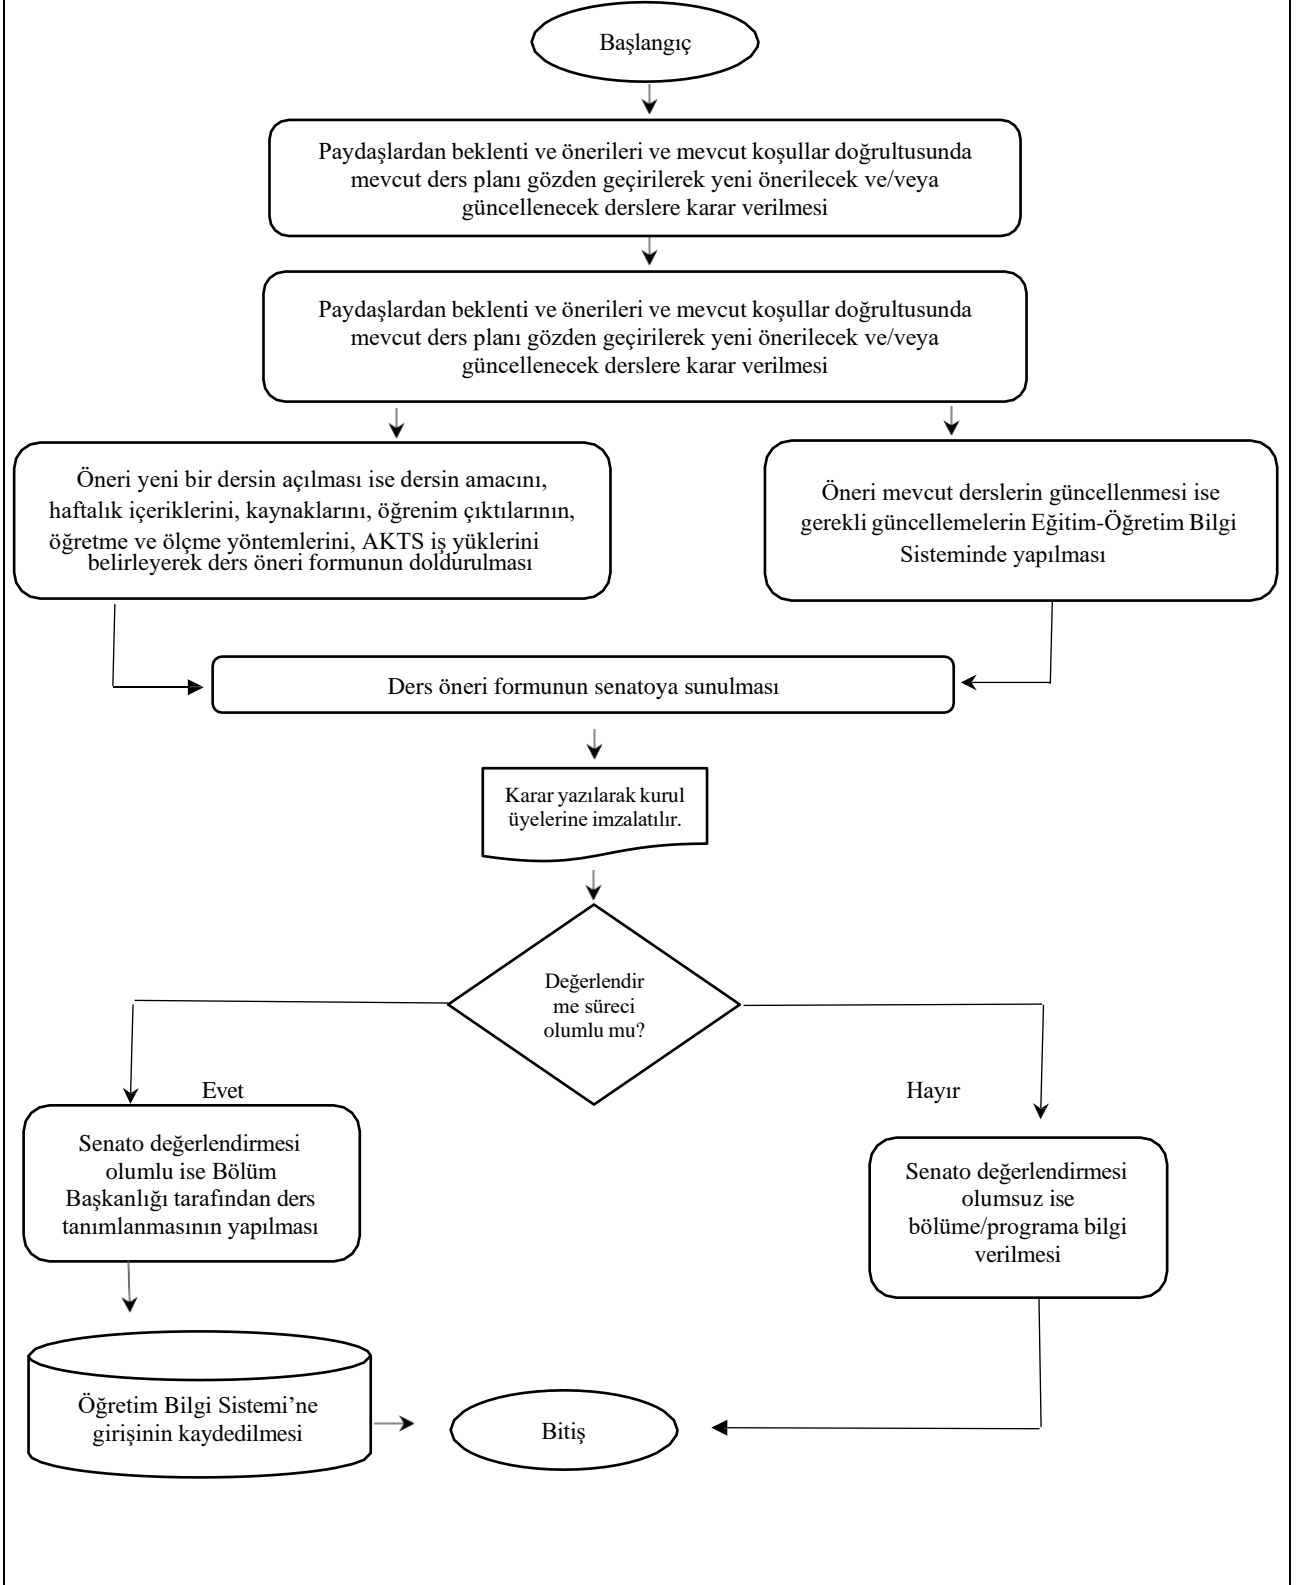 Başlangıç
Paydaşlardan beklenti ve önerileri ve mevcut koşullar doğrultusunda
mevcut ders planı gözden geçirilerek yeni önerilecek ve/veya
güncellenecek derslere karar verilmesi
Paydaşlardan beklenti ve önerileri ve mevcut koşullar doğrultusunda
mevcut ders planı gözden geçirilerek yeni önerilecek ve/veya
güncellenecek derslere karar verilmesi
Öneri yeni bir dersin açılması ise dersin amacını,
haftalık içeriklerini, kaynaklarını, öğrenim çıktılarının,
öğretme ve ölçme yöntemlerini, AKTS iş yüklerini
belirleyerek ders öneri formunun doldurulması
Öneri mevcut derslerin güncellenmesi ise
gerekli güncellemelerin Eğitim-Öğretim Bilgi
Sisteminde yapılması
Ders öneri formunun senatoya sunulması
Karar yazılarak kurul
üyelerine imzalatılır.
Değerlendir
me süreci
olumlu mu?
Evet
Hayır
Senato değerlendirmesi
olumlu ise Bölüm
Başkanlığı tarafından ders
tanımlanmasının yapılması
Senato değerlendirmesi
olumsuz ise
bölüme/programa bilgi
verilmesi
Öğretim Bilgi Sistemi’ne
girişinin kaydedilmesi
Bitiş